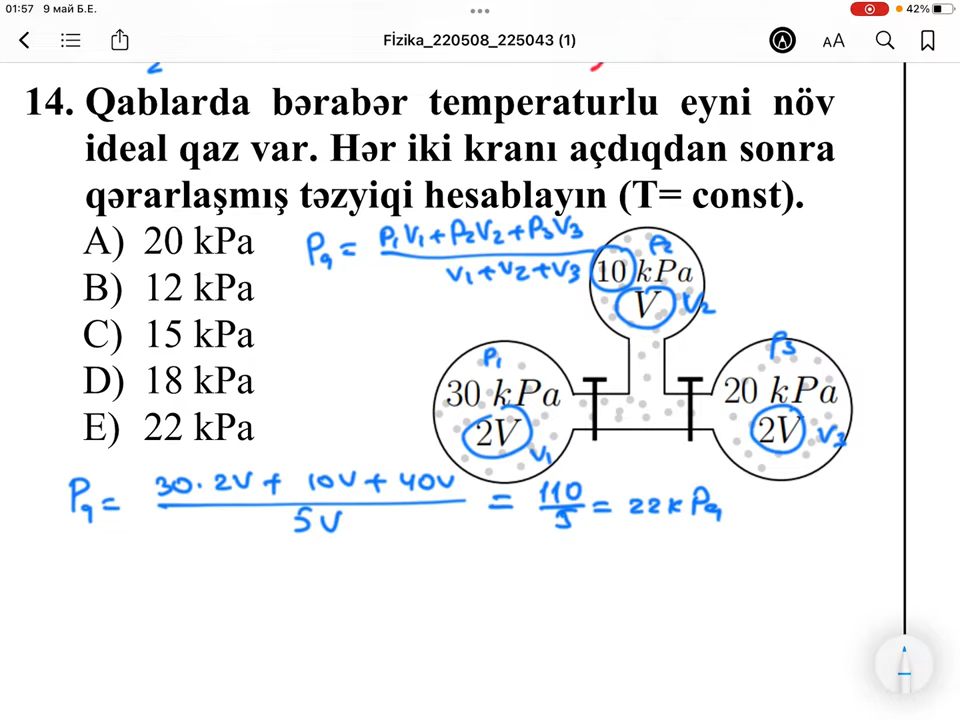 01:57 9 май Б.Е.
42%
Fİzika_220508_225043 (1)
AA
14. Qablarda bərabər temperaturlu eyni növ
ideal qaz var. Hər iki kranı açdıqdan sonra
qərarlaşmış təzyiqi hesablayın (T= const).
A) 20 kPa
B) 12 kPa
C) 15 kPa
D) 18 kPa
E) 22 kPa
Pq = P1V1+P2V2+P3V3
V1+V2+V3
P2
10 kPa
V V2
P1
30 kPa
2V V1
P3
20 kPa
2V V3
Pq = 30·2V + 10V + 40V = 110 = 22kPa
5V 5